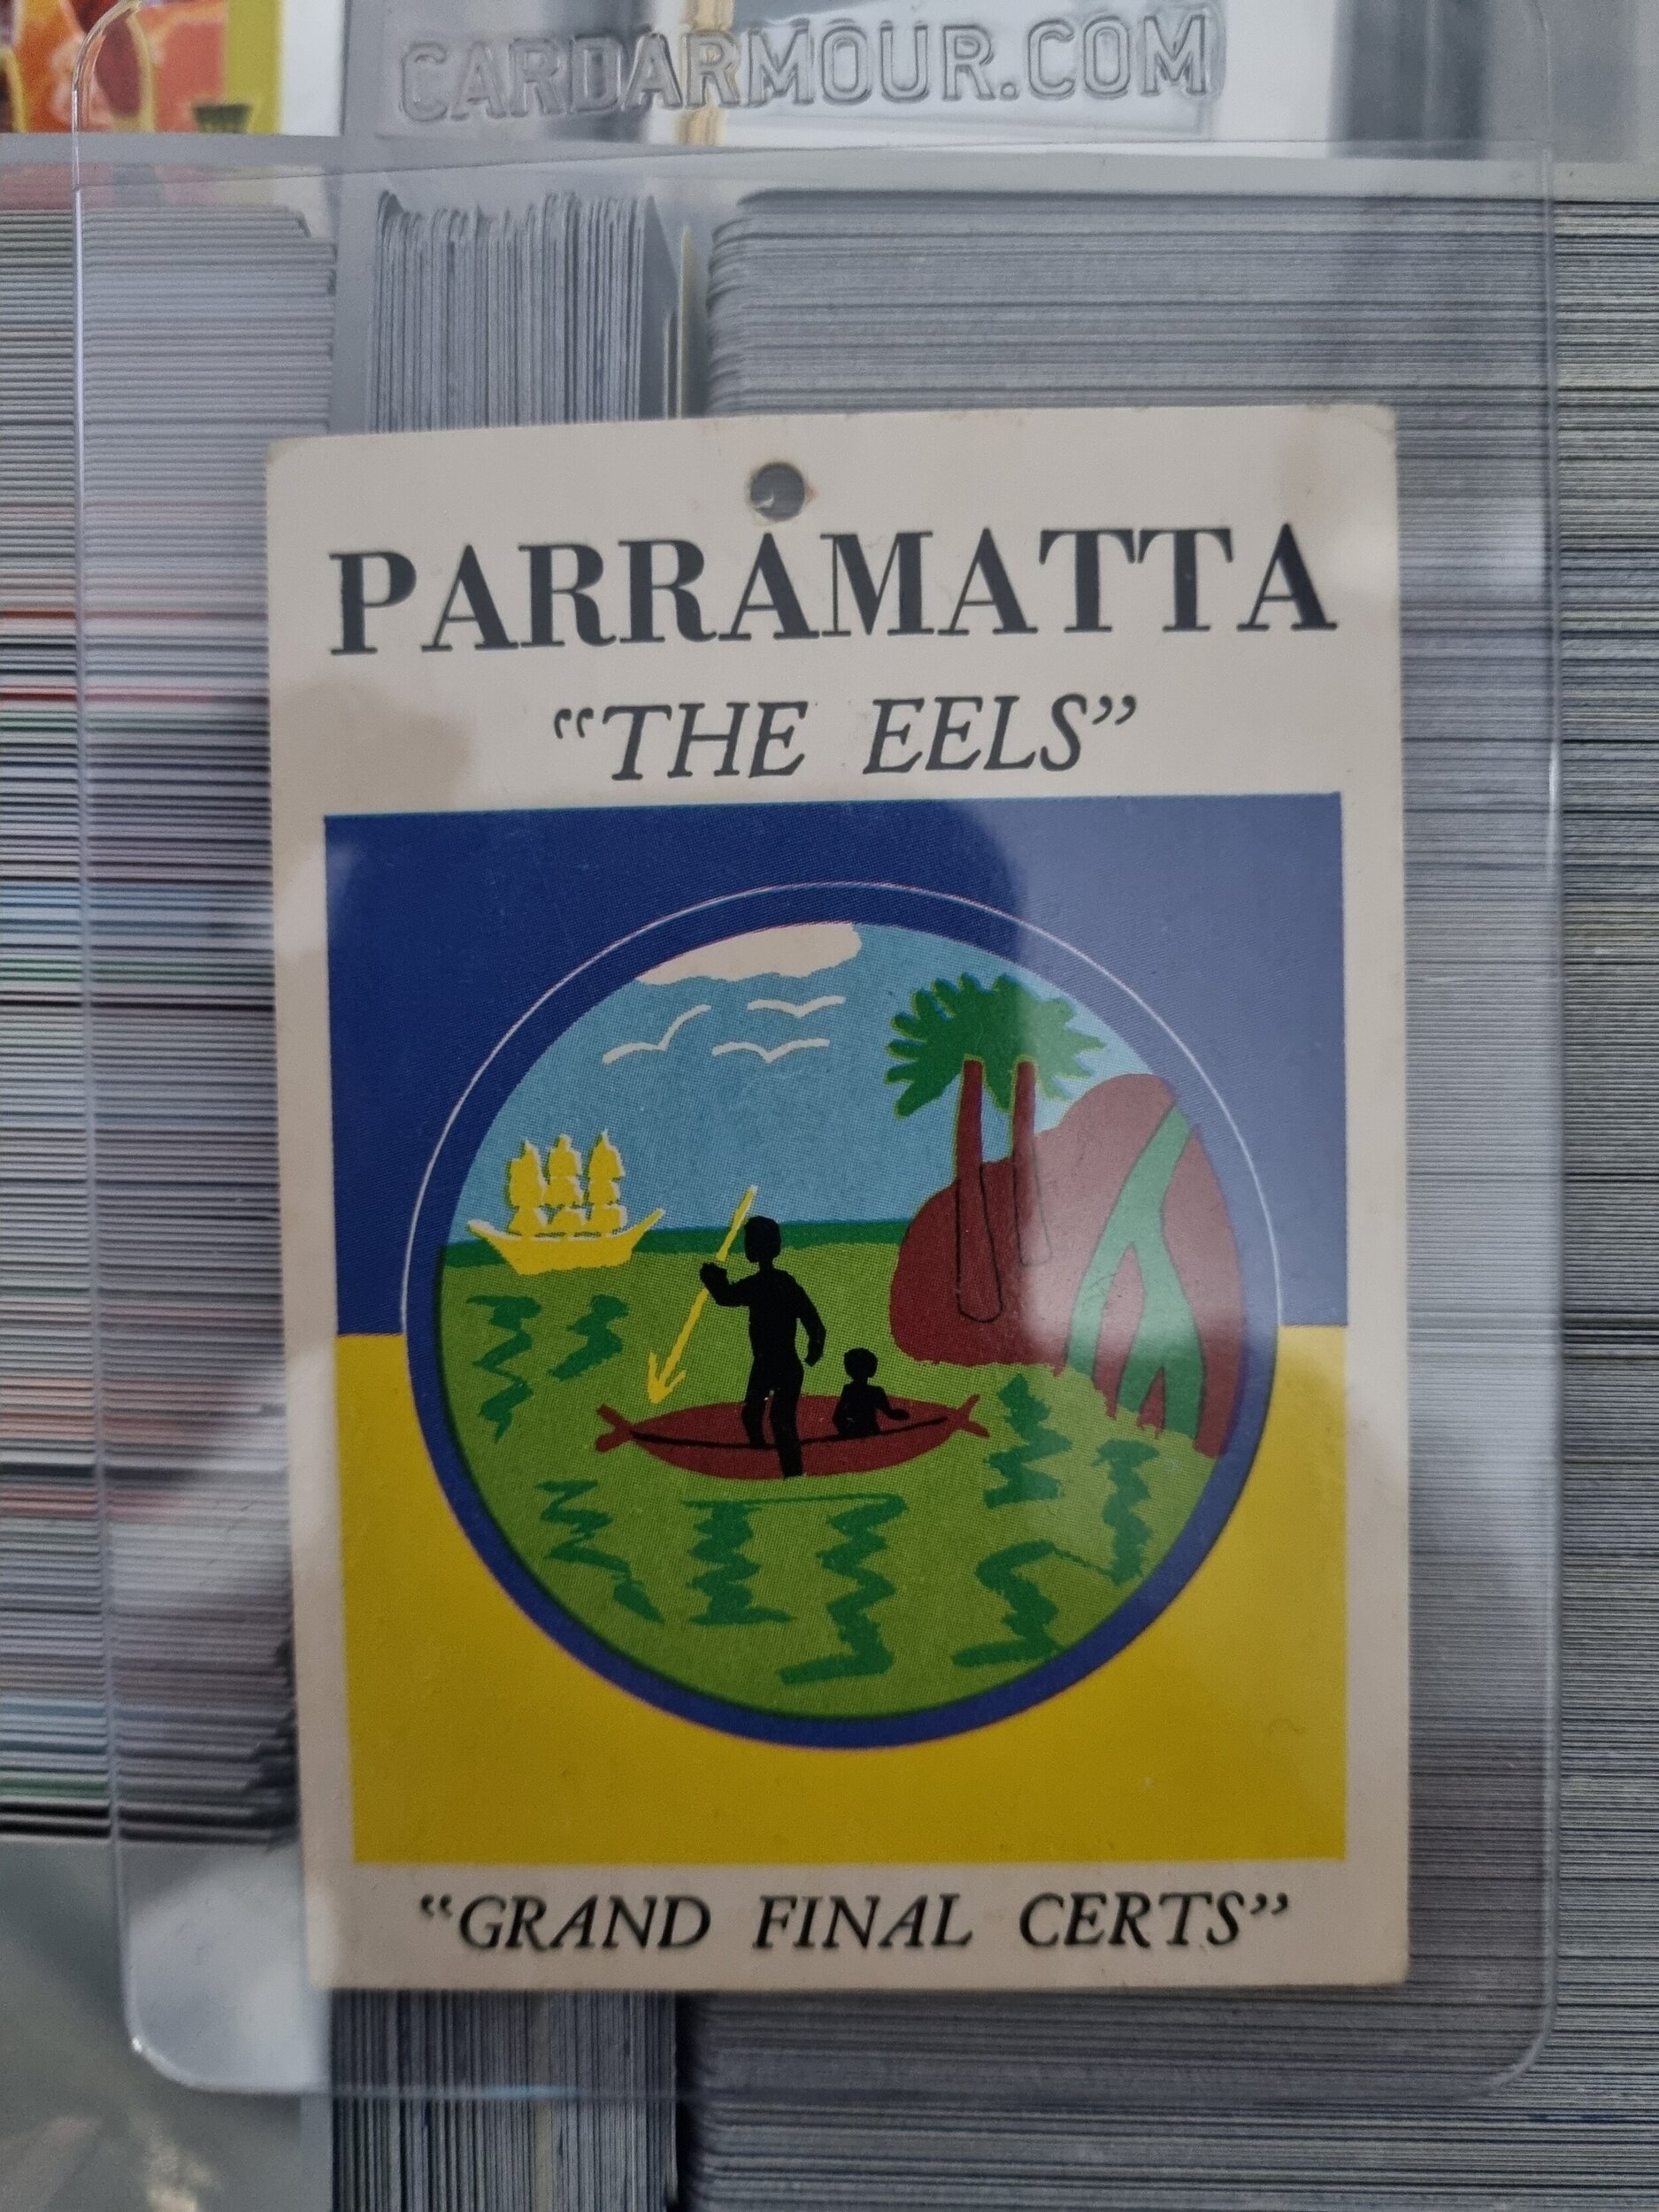 CARDARMOUR.COM
PARRAMATTA
“THE EELS”
“GRAND FINAL CERTS”